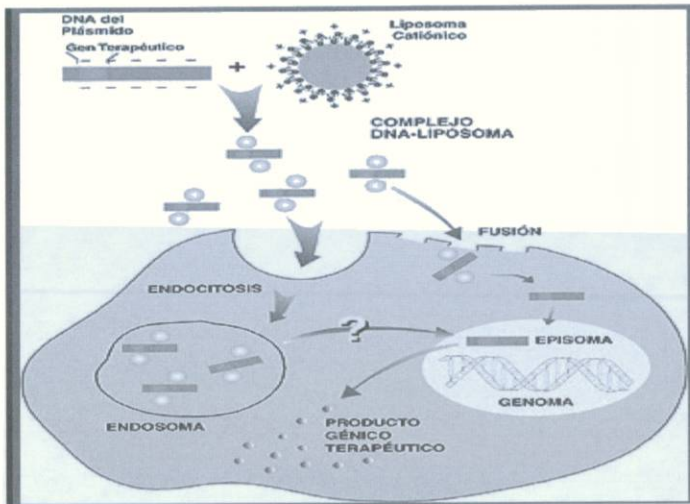 DNA del
Plásmido
Gen Terapéutico
+
Liposoma
Catiónico
COMPLEJO
DNA-LIPOSOMA
FUSIÓN
ENDOCITOSIS
?
EPISOMA
GENOMA
ENDOSOMA
PRODUCTO
GÉNICO
TERAPÉUTICO